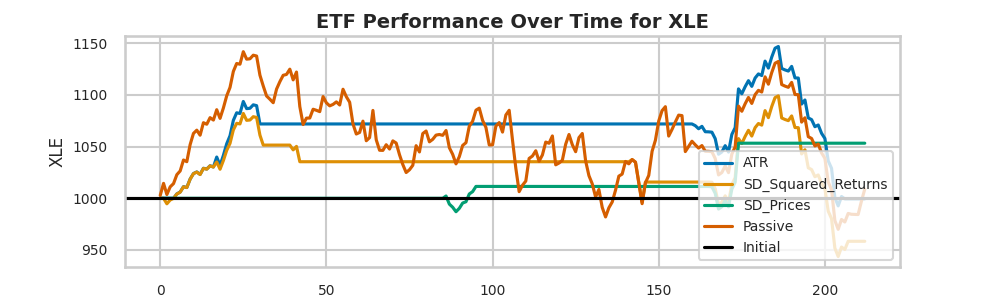 ETF Performance Over Time for XLE
XLE
1150
1100
1050
1000
950
ATR
SD_Squared_Returns
SD_Prices
Passive
Initial
0 50 100 150 200